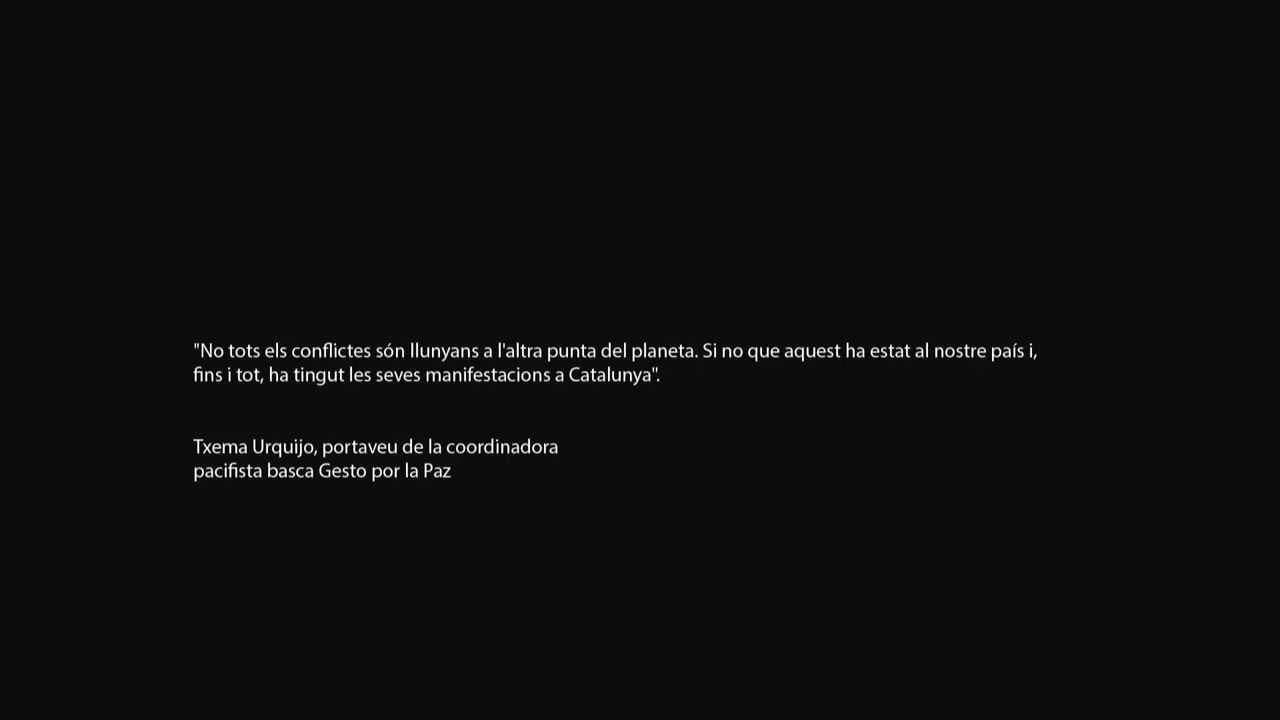 "No tots els conflictes són llunyans a l'altra punta del planeta. Si no que aquest ha estat al nostre país i,
fins i tot, ha tingut les seves manifestacions a Catalunya".
Txema Urquijo, portaveu de la coordinadora
pacifista basca Gesto por la Paz